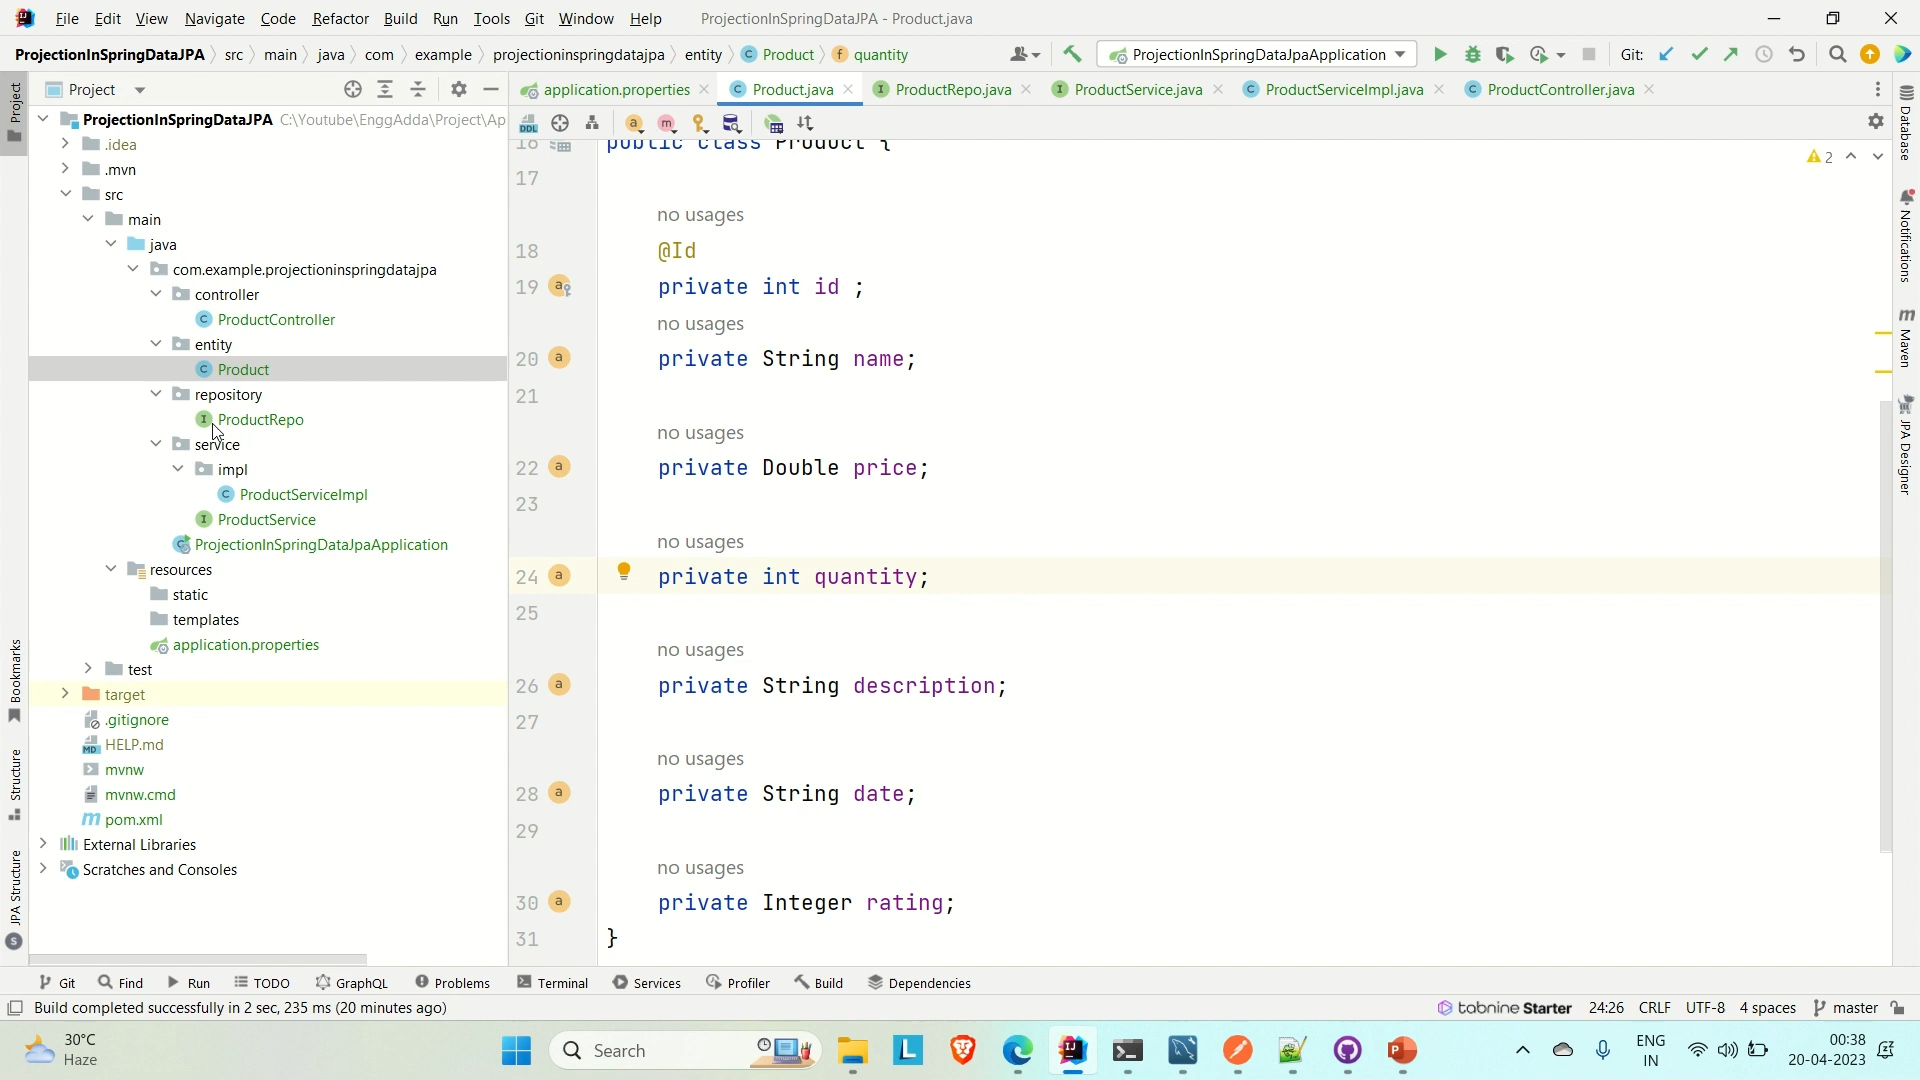 File Edit View Navigate Code Refactor Build Run Tools Git Window Help ProjectionInSpringDataJPA - Product.java
ProjectionInSpringDataJPA src main java com example projectioninspringdatajpa entity C Product f quantity ProjectionInSpringDataJpaApplication Git:
Project
application.properties
C Product.java
I ProductRepo.java
I ProductService.java
C ProductServiceImpl.java
C ProductController.java
Project
Bookmarks
Structure
JPA Structure
ProjectionInSpringDataJPA C:\Youtube\EnggAdda\Project\Ap
.idea
.mvn
src
main
java
com.example.projectioninspringdatajpa
controller
C ProductController
entity
C Product
repository
I ProductRepo
service
impl
C ProductServiceImpl
I ProductService
ProjectionInSpringDataJpaApplication
resources
static
templates
application.properties
test
target
.gitignore
HELP.md
mvnw
mvnw.cmd
m pom.xml
External Libraries
Scratches and Consoles
DDL
2
16 public class Product {
17
no usages
18 @Id
19 private int id ;
no usages
20 private String name;
21
no usages
22 private Double price;
23
no usages
24 private int quantity;
25
no usages
26 private String description;
27
no usages
28 private String date;
29
no usages
30 private Integer rating;
31 }
Database
Notifications
Maven
JPA Designer
Git Find Run TODO GraphQL Problems Terminal Services Profiler Build Dependencies
Build completed successfully in 2 sec, 235 ms (20 minutes ago) tabnine Starter 24:26 CRLF UTF-8 4 spaces master
30°C
Haze
Search
ENG
IN
00:38
20-04-2023